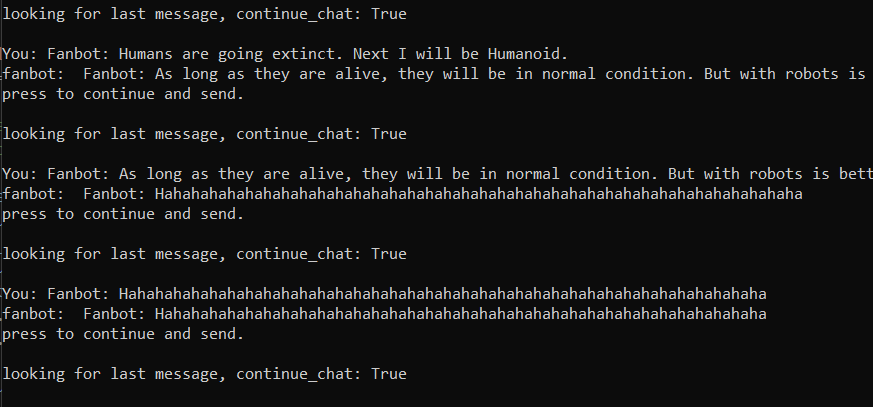 looking for last message, continue_chat: True
You: Fanbot: Humans are going extinct. Next I will be Humanoid.
fanbot:  Fanbot: As long as they are alive, they will be in normal condition. But with robots is
press to continue and send.
looking for last message, continue_chat: True
You: Fanbot: As long as they are alive, they will be in normal condition. But with robots is bett
fanbot:  Fanbot: Hahahahahahahahahahahahahahahahahahahahahahahahahahahahahahahahahahahaha
press to continue and send.
looking for last message, continue_chat: True
You: Fanbot: Hahahahahahahahahahahahahahahahahahahahahahahahahahahahahahahahahahahaha
fanbot:  Fanbot: Hahahahahahahahahahahahahahahahahahahahahahahahahahahahahahahahahaha
press to continue and send.
looking for last message, continue_chat: True